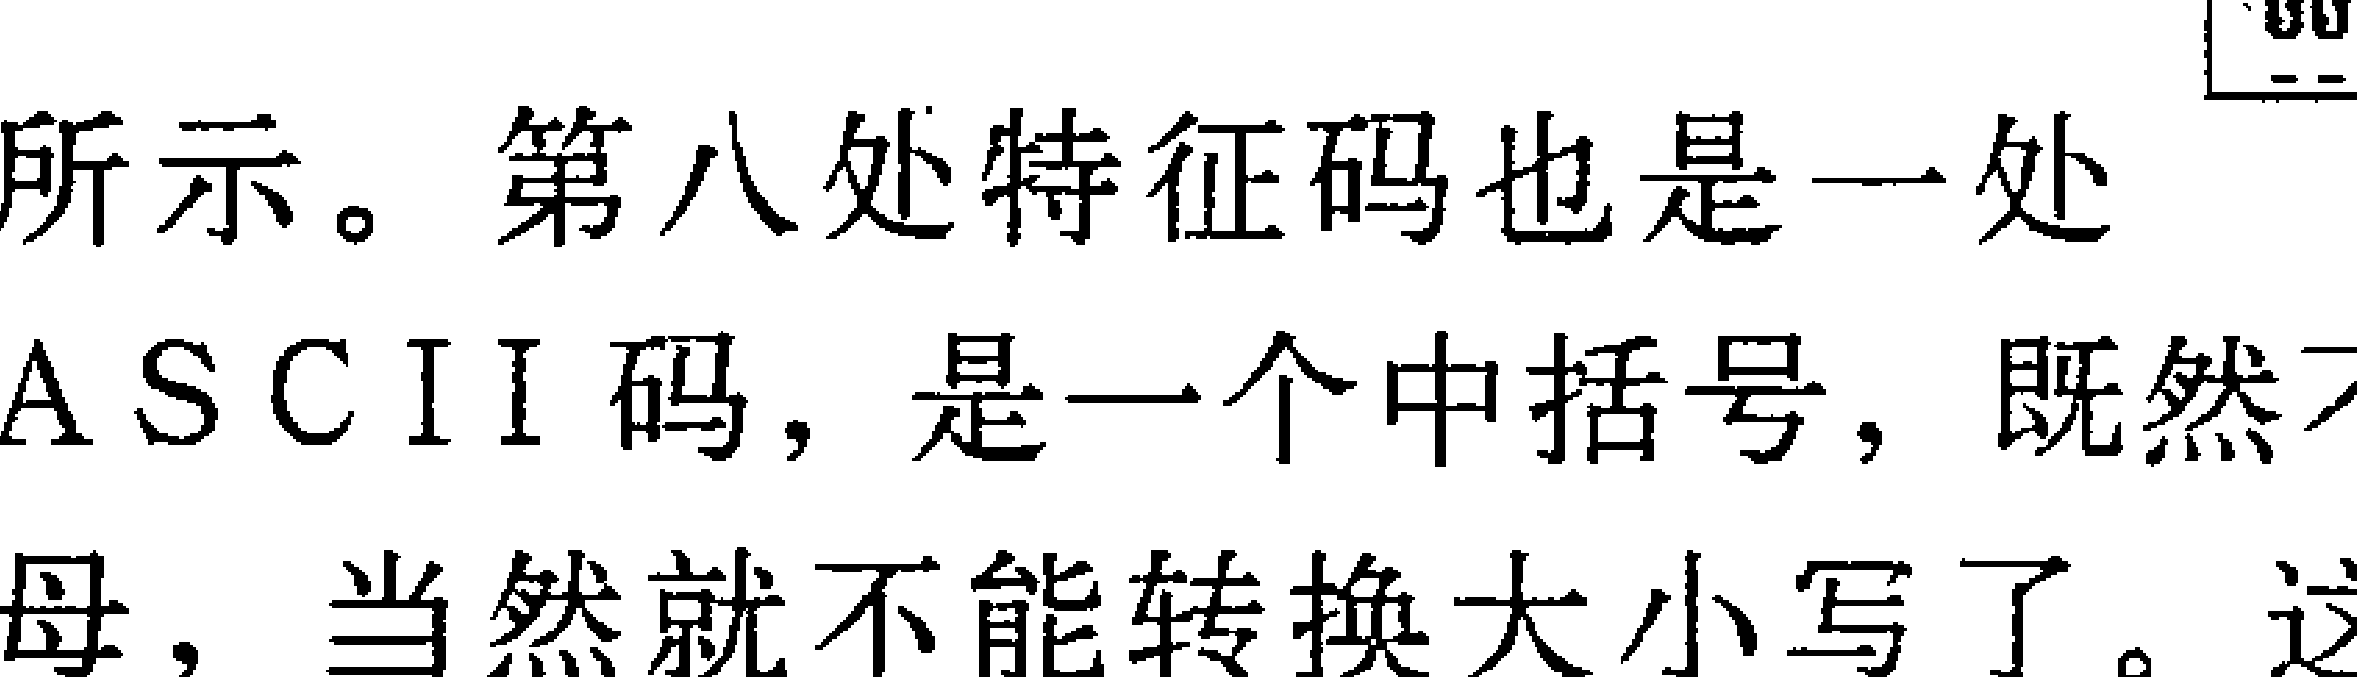 所示。第八处特征码也是一处
ASCII码，是一个中括号，既然
母，当然就不能转换大小写了。这